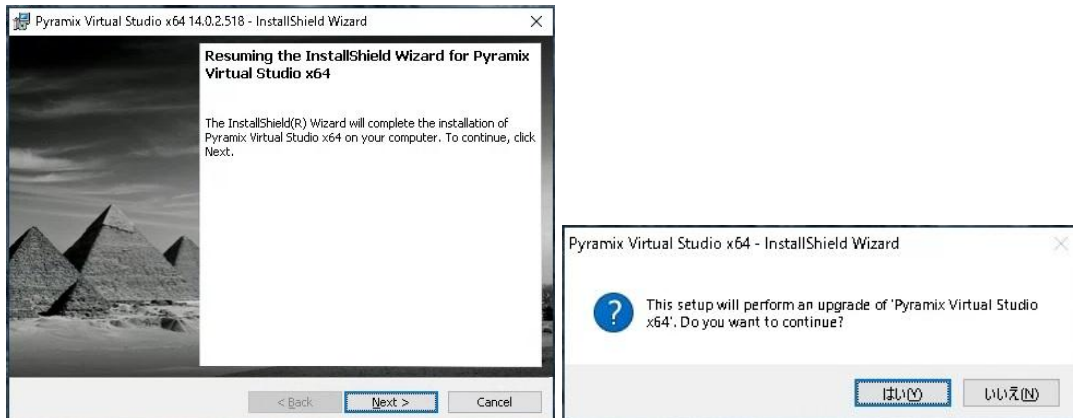 Pyramix Virtual Studio x64 14.0.2.518 - InstallShield Wizard
Resuming the InstallShield Wizard for Pyramix
Virtual Studio x64
The InstallShield(R) Wizard will complete the installation of
Pyramix Virtual Studio x64 on your computer. To continue, click
Next.
< Back
Next >
Cancel
Pyramix Virtual Studio x64 - InstallShield Wizard
This setup will perform an upgrade of 'Pyramix Virtual Studio
x64'. Do you want to continue?
はい(Y)
いいえ(N)